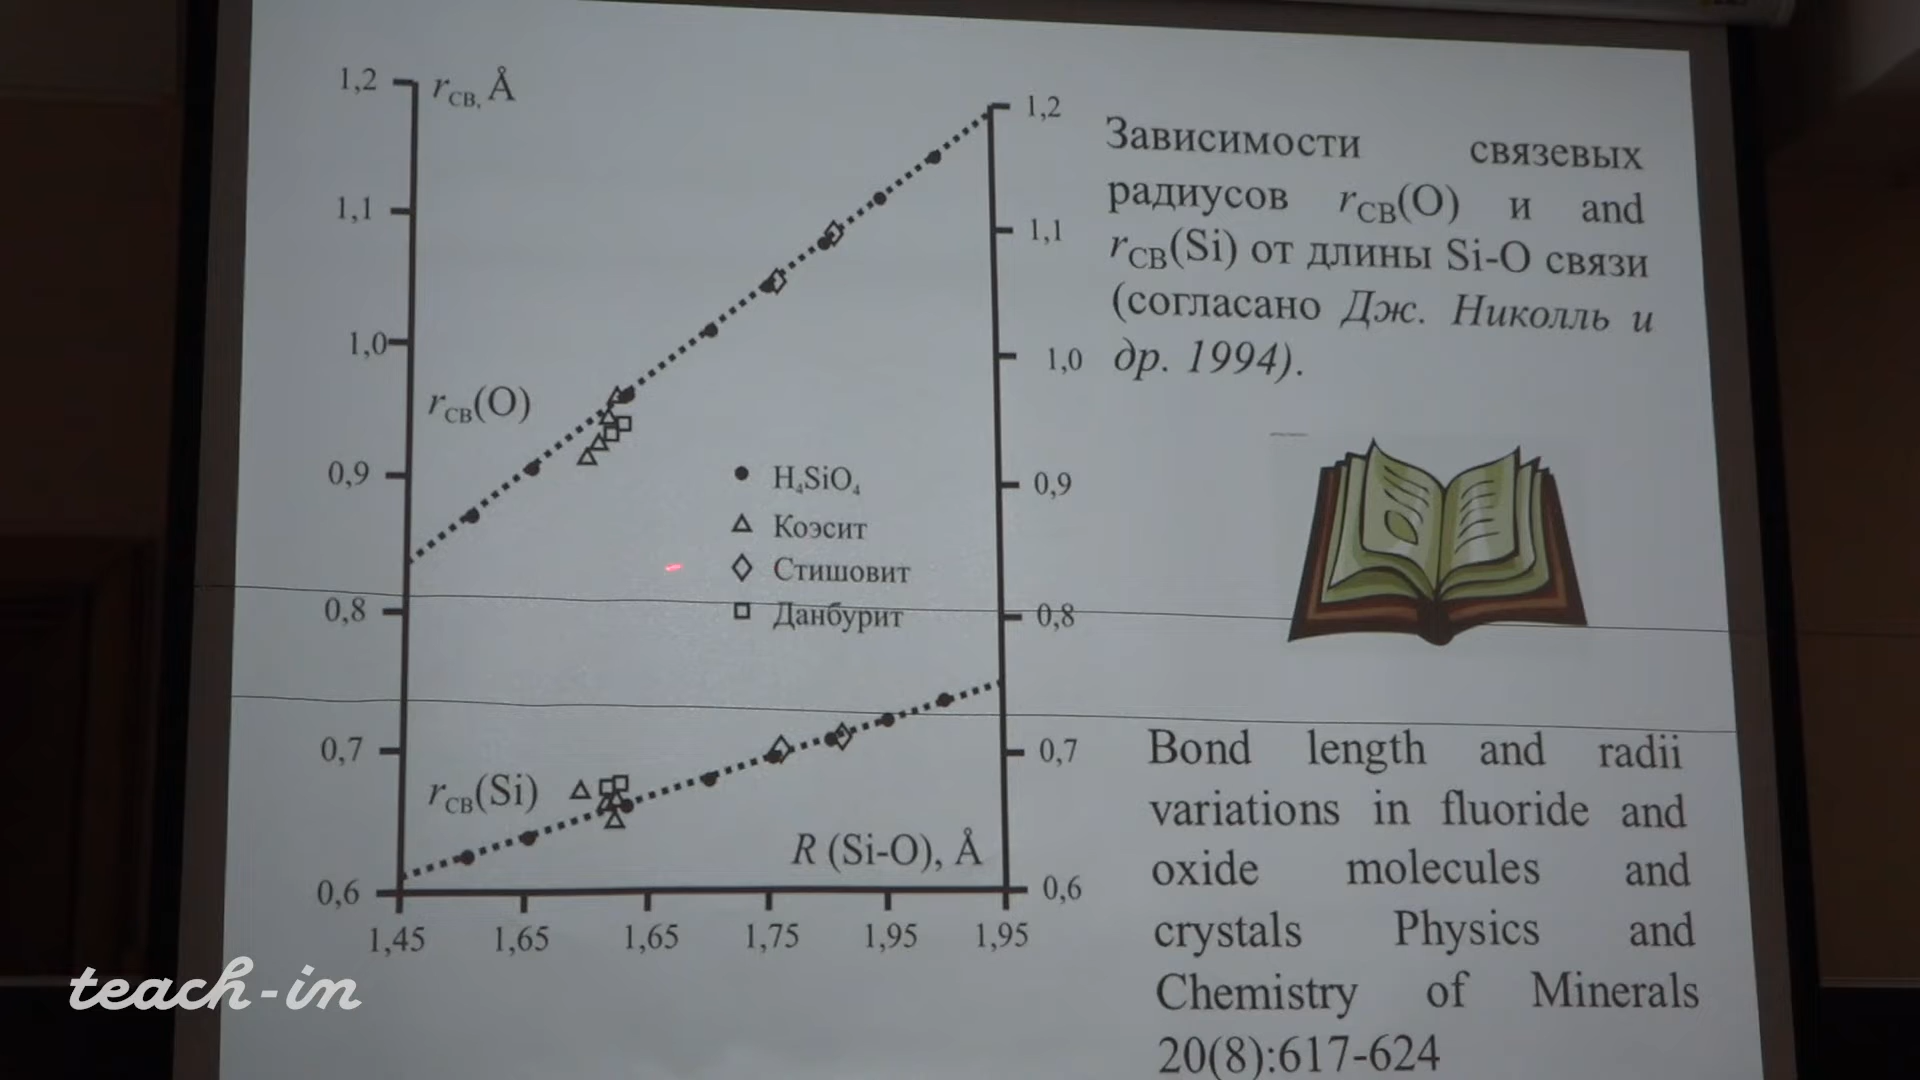 1,2
r_СВ, Å
1,1
1,0
r_СВ(O)
0,9
0,8
0,7
r_СВ(Si)
0,6
H₄SiO₄
Коэсит
Стишовит
Данбурит
R (Si-O), Å
1,45 1,65 1,65 1,75 1,95 1,95
1,2
1,1
1,0
0,9
0,8
0,7
0,6
Зависимости связевых
радиусов r_СВ(O) и and
r_СВ(Si) от длины Si-O связи
(согласано Дж. Николль и
др. 1994).
Bond length and radii
variations in fluoride and
oxide molecules and
crystals Physics and
Chemistry of Minerals
20(8):617-624
teach-in